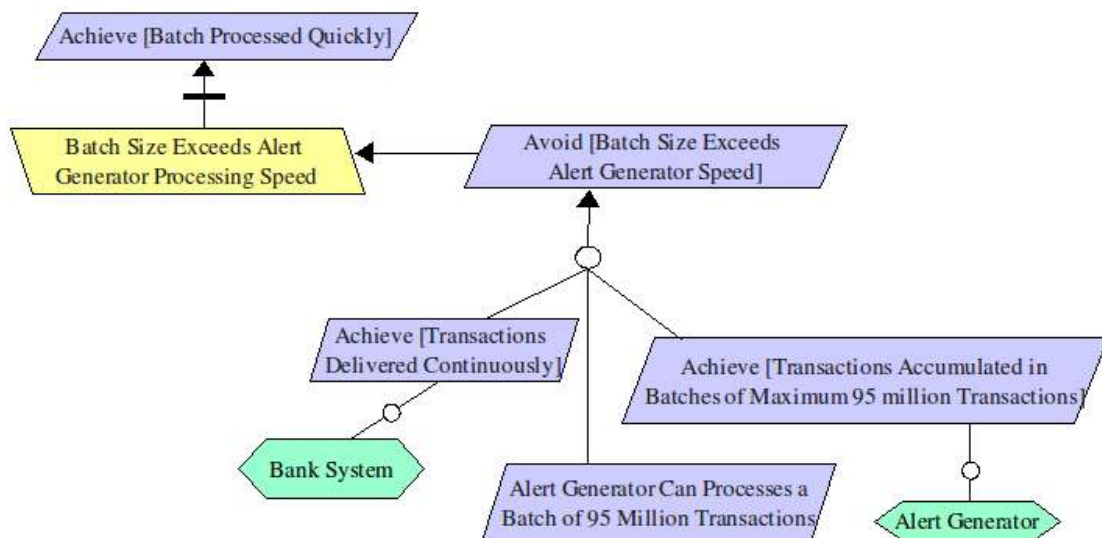 Achieve [Batch Processed Quickly]
Batch Size Exceeds Alert
Generator Processing Speed
Avoid [Batch Size Exceeds
Alert Generator Speed]
Achieve [Transactions
Delivered Continuously]
Achieve [Transactions Accumulated in
Batches of Maximum 95 million Transactions]
Bank System
Alert Generator Can Processes a
Batch of 95 Million Transactions
Alert Generator